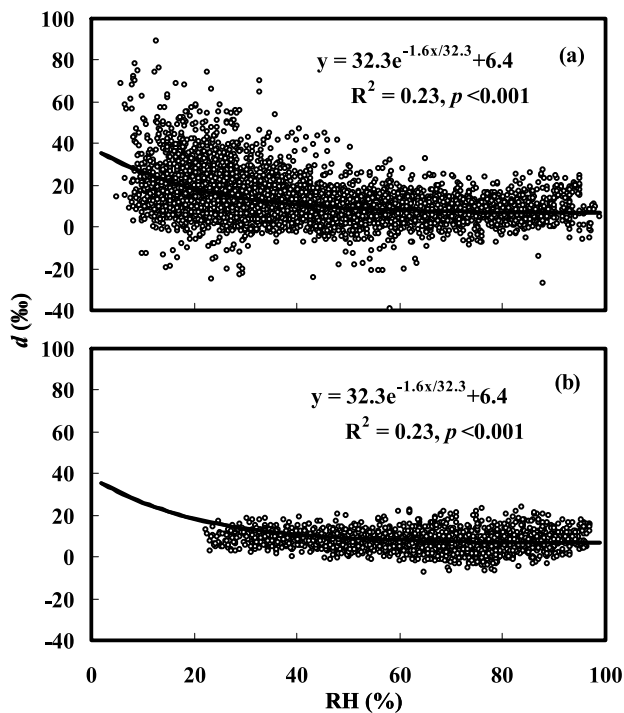 100
80
60
40
20
0
-20
-40
(a)
y = 32.3e^-1.6x/32.3+6.4
R^2 = 0.23, p <0.001
d (‰)
100
80
60
40
20
0
-20
-40
(b)
y = 32.3e^-1.6x/32.3+6.4
R^2 = 0.23, p <0.001
0 20 40 60 80 100
RH (%)